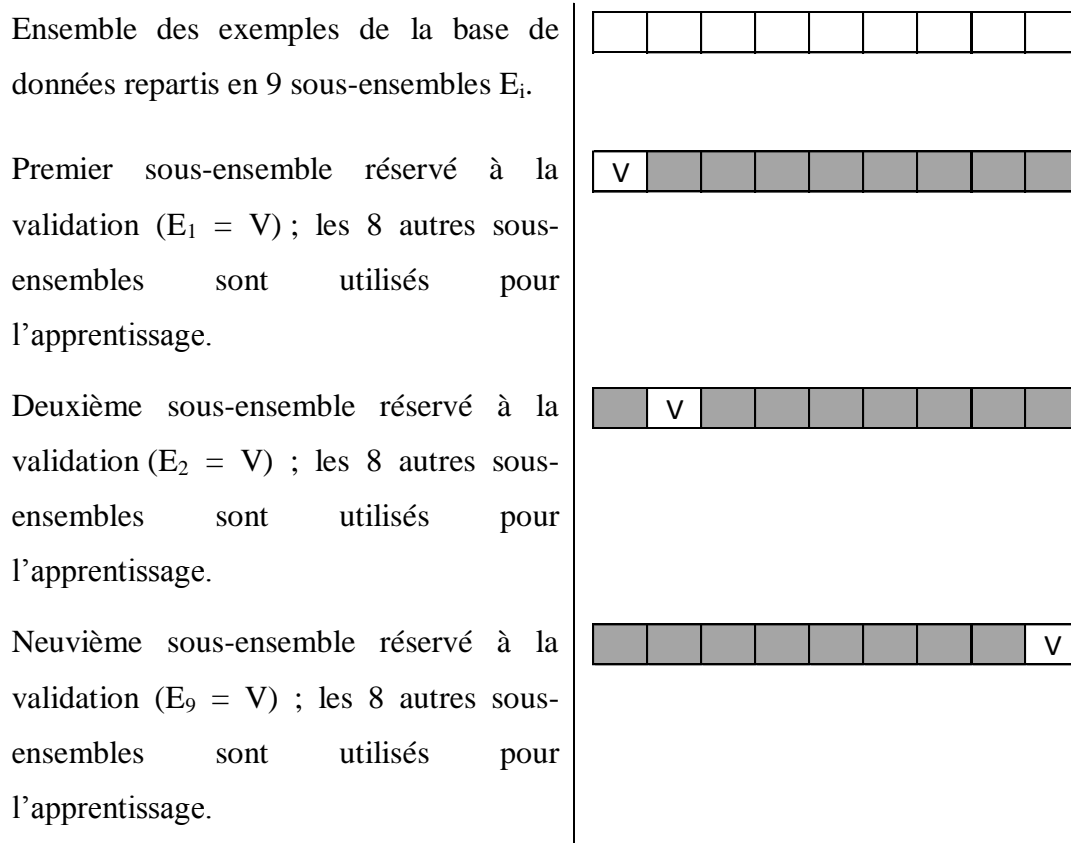 Ensemble des exemples de la base de
données repartis en 9 sous-ensembles Eᵢ.
Premier sous-ensemble réservé à la
validation (E₁ = V) ; les 8 autres sous-
ensembles sont utilisés pour
l’apprentissage.
V
Deuxième sous-ensemble réservé à la
validation (E₂ = V) ; les 8 autres sous-
ensembles sont utilisés pour
l’apprentissage.
V
Neuvième sous-ensemble réservé à la
validation (E₉ = V) ; les 8 autres sous-
ensembles sont utilisés pour
l’apprentissage.
V